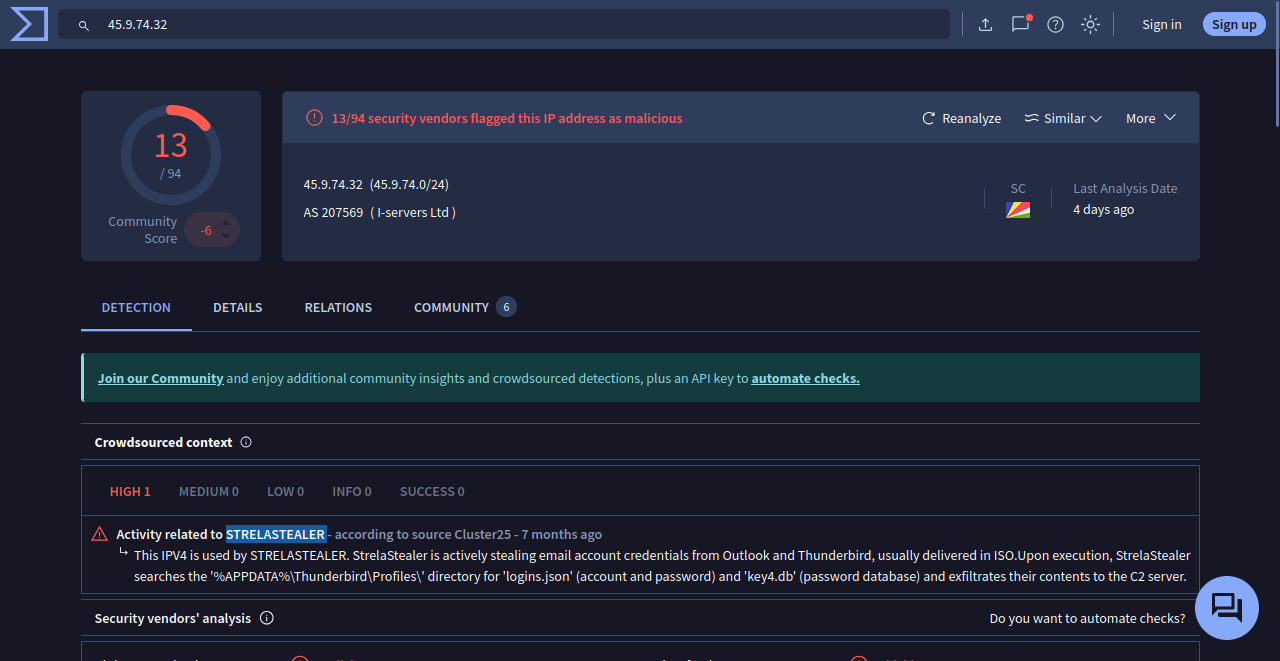 45.9.74.32
Sign in
Sign up
13/94 security vendors flagged this IP address as malicious
Reanalyze
Similar
More
13
/ 94
Community
Score
-6
45.9.74.32 (45.9.74.0/24)
AS 207569 ( I-servers Ltd )
SC
Last Analysis Date
4 days ago
DETECTION
DETAILS
RELATIONS
COMMUNITY
6
Join our Community and enjoy additional community insights and crowdsourced detections, plus an API key to automate checks.
Crowdsourced context
HIGH 1
MEDIUM 0
LOW 0
INFO 0
SUCCESS 0
Activity related to STRELASTEALER - according to source Cluster25 - 7 months ago
This IPV4 is used by STRELASTEALER. StrelaStealer is actively stealing email account credentials from Outlook and Thunderbird, usually delivered in ISO.Upon execution, StrelaStealer
searches the '%APPDATA%\Thunderbird\Profiles\' directory for 'logins.json' (account and password) and 'key4.db' (password database) and exfiltrates their contents to the C2 server.
Security vendors' analysis
Do you want to automate checks?